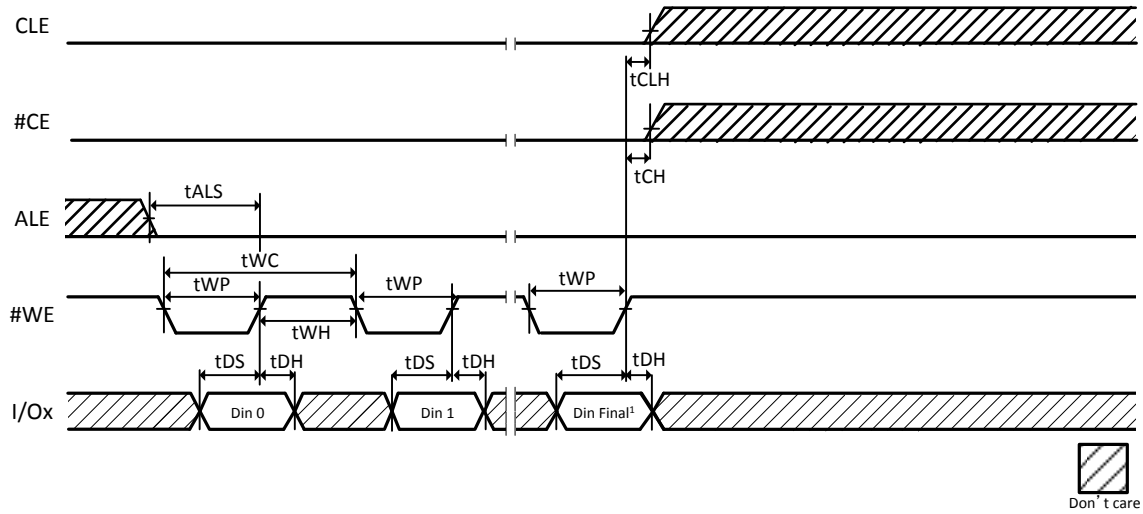 CLE
tCLH
#CE
tCH
tALS
ALE
tWC
tWP
tWP
tWP
#WE
tWH
tDS
tDH
tDS
tDH
tDS
tDH
I/Ox
Din 0
Din 1
Din Final¹
Don't care